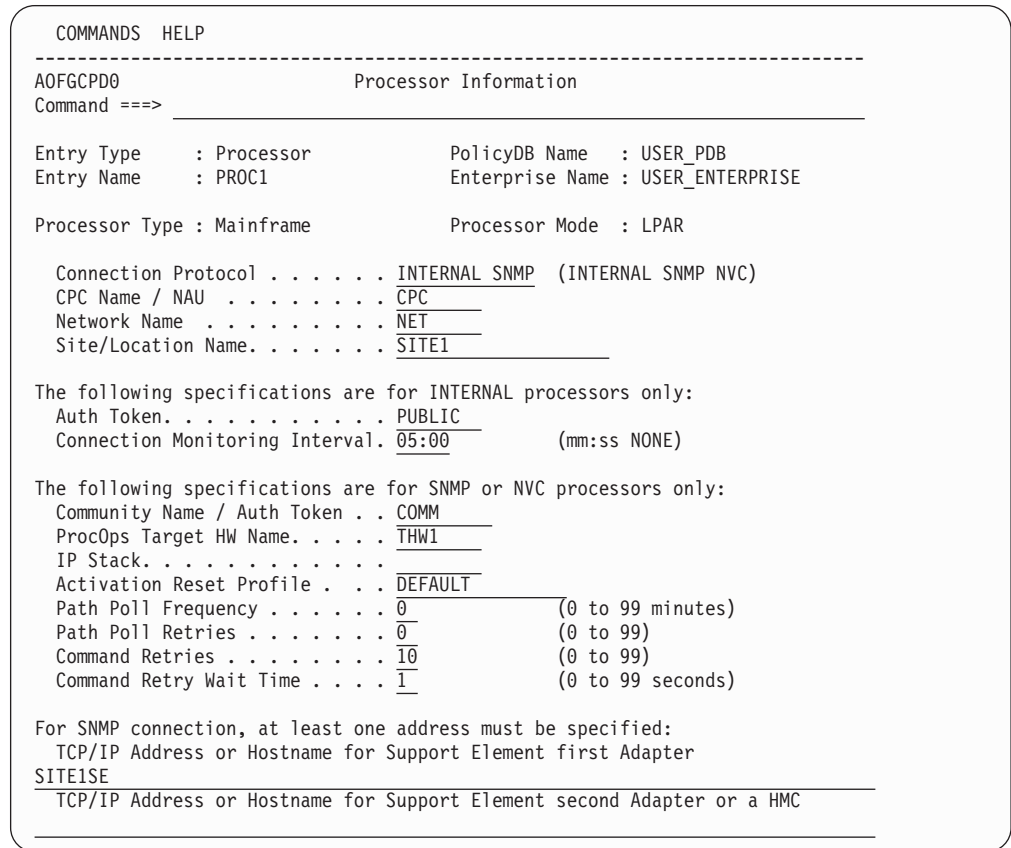 COMMANDS HELP
-------------------------------------------------------------------------------
AOFGCPD0 Processor Information
Command ===>
Entry Type : Processor PolicyDB Name : USER_PDB
Entry Name : PROC1 Enterprise Name : USER_ENTERPRISE
Processor Type : Mainframe Processor Mode : LPAR
Connection Protocol . . . . . . INTERNAL SNMP (INTERNAL SNMP NVC)
CPC Name / NAU . . . . . . . . CPC
Network Name . . . . . . . . . NET
Site/Location Name. . . . . . . SITE1
The following specifications are for INTERNAL processors only:
Auth Token. . . . . . . . . . . PUBLIC
Connection Monitoring Interval. 05:00 (mm:ss NONE)
The following specifications are for SNMP or NVC processors only:
Community Name / Auth Token . . COMM
ProcOps Target HW Name. . . . . THW1
IP Stack. . . . . . . . . . . .
Activation Reset Profile . . . DEFAULT
Path Poll Frequency . . . . . . 0 (0 to 99 minutes)
Path Poll Retries . . . . . . . 0 (0 to 99)
Command Retries . . . . . . . . 10 (0 to 99)
Command Retry Wait Time . . . . 1 (0 to 99 seconds)
For SNMP connection, at least one address must be specified:
TCP/IP Address or Hostname for Support Element first Adapter
SITE1SE
TCP/IP Address or Hostname for Support Element second Adapter or a HMC